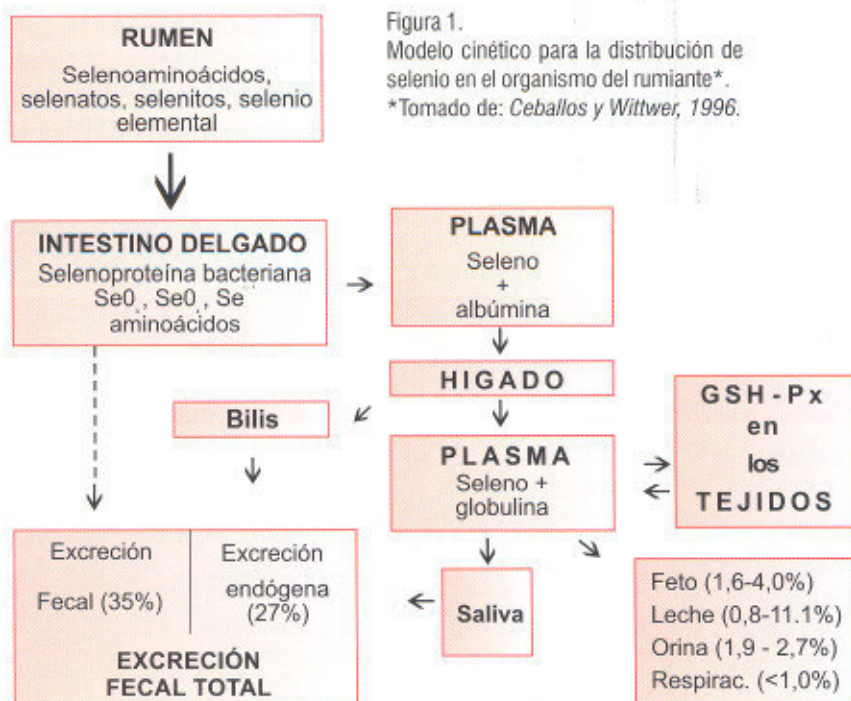 RUMEN
Selenoaminoácidos,
selenatos, selenitos, selenio
elemental
Figura 1.
Modelo cinético para la distribución de
selenio en el organismo del rumiante*.
*Tomado de: Ceballos y Wittwer, 1996.
INTESTINO DELGADO
Selenoproteína bacteriana
Se0, Se0, Se
aminoácidos
PLASMA
Seleno
+
albúmina
HIGADO
Bilis
PLASMA
Seleno +
globulina
GSH-Px
en
los
TEJIDOS
Excreción
Fecal (35%)
Excreción
endógena
(27%)
EXCRECIÓN
FECAL TOTAL
Saliva
Feto (1,6-4,0%)
Leche (0,8-11.1%)
Orina (1,9 - 2,7%)
Respirac. (<1,0%)